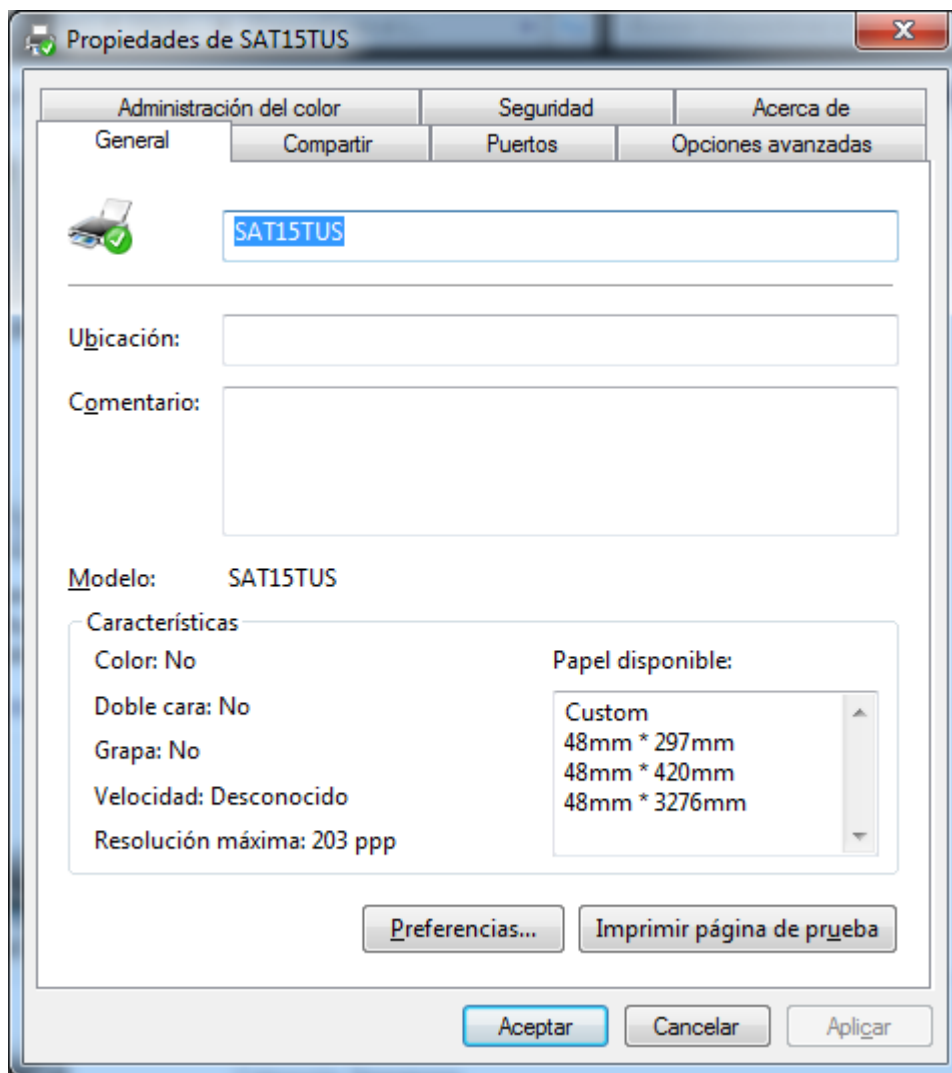 Propiedades de SAT15TUS
Administración del color Seguridad Acerca de
General Compartir Puertos Opciones avanzadas
SAT15TUS
Ubicación:
Comentario:
Modelo: SAT15TUS
Características
Color: No
Doble cara: No
Grapa: No
Velocidad: Desconocido
Resolución máxima: 203 ppp
Papel disponible:
Custom
48mm * 297mm
48mm * 420mm
48mm * 3276mm
Preferencias... Imprimir página de prueba
Aceptar Cancelar Aplicar